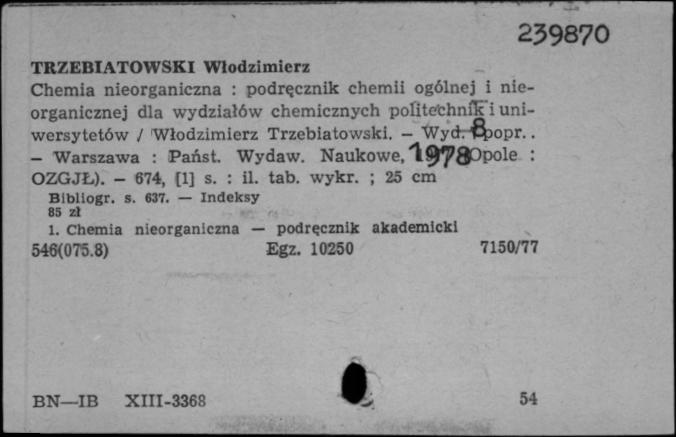 239870
TRZEBIATOWSKI Włodzimierz
Chemia nieorganiczna : podręcznik chemii ogólnej i nie-
organicznej dla wydziałów chemicznych politechnik i uni-
wersytetów / Włodzimierz Trzebiatowski. — Wyd. 8 popr..
— Warszawa : Państ. Wydaw. Naukowe, 1978 Opole :
OZGJŁ). — 674, [1] s. : il. tab. wykr. ; 25 cm
Bibliogr. s. 637. — Indeksy
85 zł
1. Chemia nieorganiczna — podręcznik akademicki
546(075.8) Egz. 10250 7150/77
BN—IB XIII-3368 54